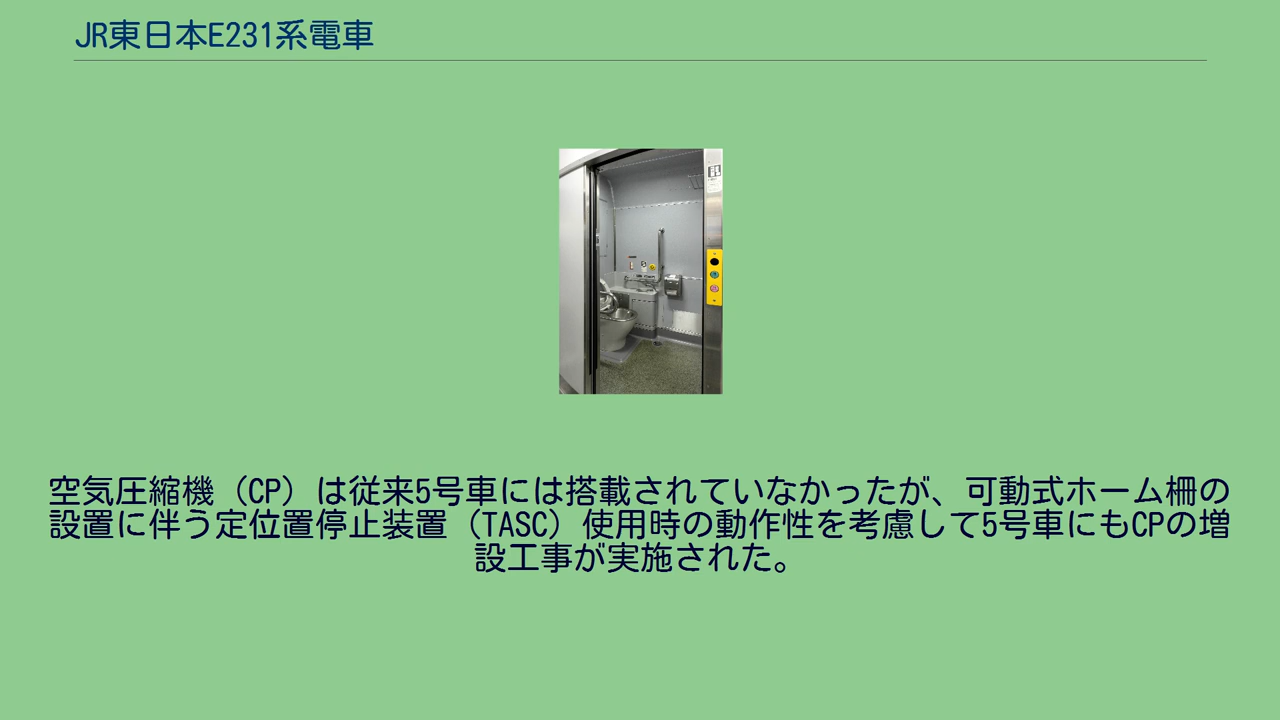 JR東日本E231系電車
空気圧縮機（CP）は従来5号車には搭載されていなかったが、可動式ホーム柵の
設置に伴う定位置停止装置（TASC）使用時の動作性を考慮して5号車にもCPの増
設工事が実施された。